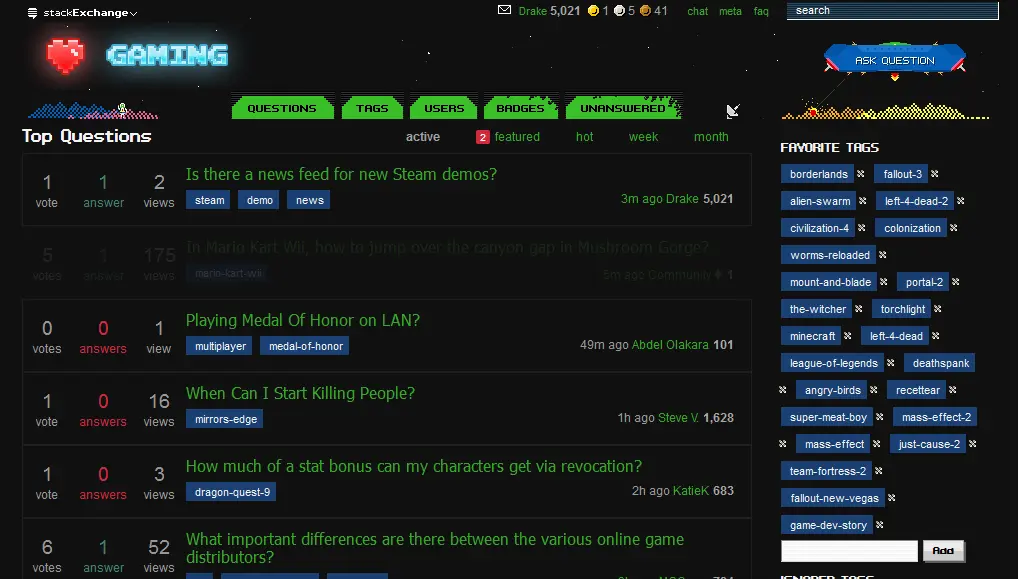 stackExchange
Drake 5,021 1 5 41 chat meta faq
search
GAMING
ASK QUESTION
QUESTIONS TAGS USERS BADGES UNANSWERED
Top Questions
active 2 featured hot week month
1 vote 1 answer 2 views
Is there a news feed for new Steam demos?
steam demo news
3m ago Drake 5,021
5 votes 1 answer 175 views
In Mario Kart Wii, how to jump over the canyon gap in Mushroom Gorge?
mario-kart-wii
5m ago Community ♦ 1
0 votes 0 answers 1 view
Playing Medal Of Honor on LAN?
multiplayer medal-of-honor
49m ago Abdel Olakara 101
1 vote 0 answers 16 views
When Can I Start Killing People?
mirrors-edge
1h ago Steve V. 1,628
1 vote 0 answers 3 views
How much of a stat bonus can my characters get via revocation?
dragon-quest-9
2h ago KatieK 683
6 votes 1 answer 52 views
What important differences are there between the various online game
distributors?
FAVORITE TAGS
borderlands fallout-3
alien-swarm left-4-dead-2
civilization-4 colonization
worms-reloaded
mount-and-blade portal-2
the-witcher torchlight
minecraft left-4-dead
league-of-legends deathspank
angry-birds recettear
super-meat-boy mass-effect-2
mass-effect just-cause-2
team-fortress-2
fallout-new-vegas
game-dev-story
Add
IGNORED TAGS